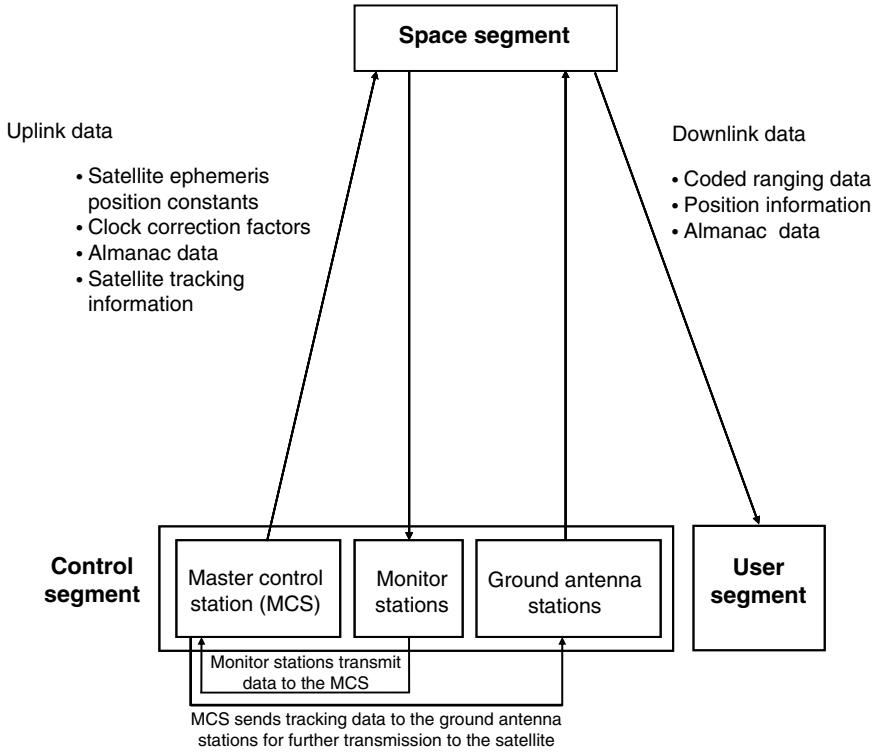 Space segment
Uplink data
• Satellite ephemeris
position constants
• Clock correction factors
• Almanac data
• Satellite tracking
information
Downlink data
• Coded ranging data
• Position information
• Almanac data
Control
segment
Master control
station (MCS)
Monitor
stations
Ground antenna
stations
User
segment
Monitor stations transmit
data to the MCS
MCS sends tracking data to the ground antenna
stations for further transmission to the satellite